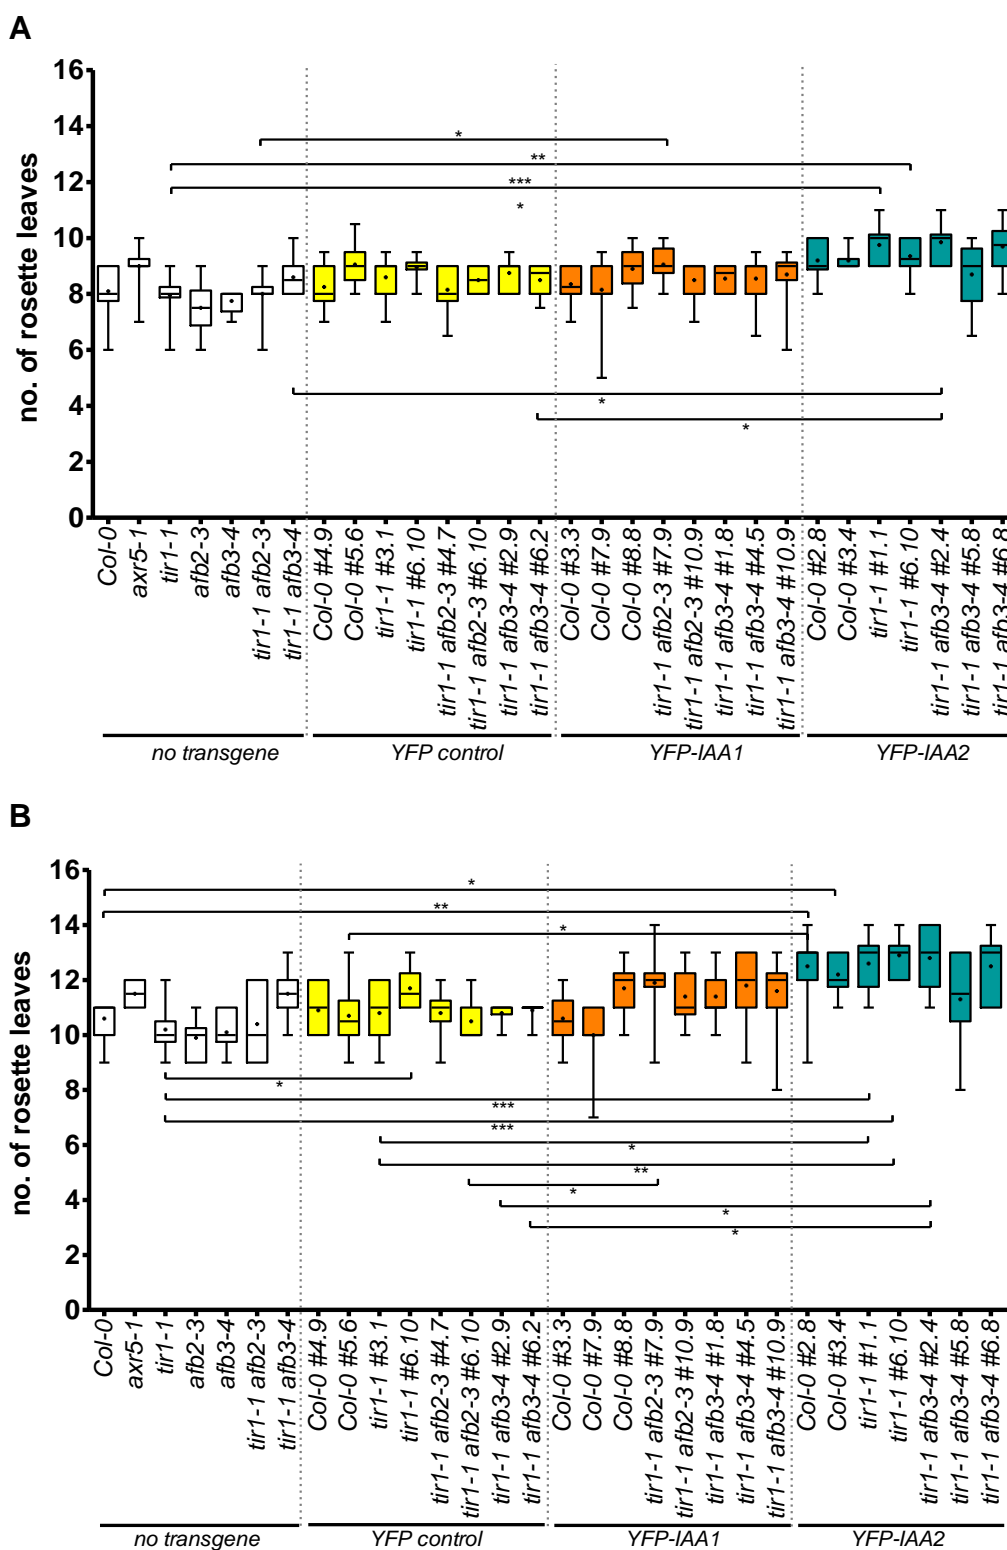 A
no. of rosette leaves
16
14
12
10
8
6
4
2
0
*
**
***
*
*
*
Col-0
axr5-1
tir1-1
afb2-3
afb3-4
tir1-1 afb2-3
tir1-1 afb3-4
Col-0 #4.9
Col-0 #5.6
tir1-1 #3.1
tir1-1 #6.10
tir1-1 afb2-3 #4.7
tir1-1 afb2-3 #6.10
tir1-1 afb3-4 #2.9
tir1-1 afb3-4 #6.2
Col-0 #3.3
Col-0 #7.9
Col-0 #8.8
tir1-1 afb2-3 #7.9
tir1-1 afb2-3 #10.9
tir1-1 afb3-4 #1.8
tir1-1 afb3-4 #4.5
tir1-1 afb3-4 #10.9
Col-0 #2.8
Col-0 #3.4
tir1-1 #1.1
tir1-1 #6.10
tir1-1 afb3-4 #2.4
tir1-1 afb3-4 #5.8
tir1-1 afb3-4 #6.8
no transgene
YFP control
YFP-IAA1
YFP-IAA2
B
no. of rosette leaves
16
14
12
10
8
6
4
2
0
*
**
*
*
***
***
*
**
*
*
*
Col-0
axr5-1
tir1-1
afb2-3
afb3-4
tir1-1 afb2-3
tir1-1 afb3-4
Col-0 #4.9
Col-0 #5.6
tir1-1 #3.1
tir1-1 #6.10
tir1-1 afb2-3 #4.7
tir1-1 afb2-3 #6.10
tir1-1 afb3-4 #2.9
tir1-1 afb3-4 #6.2
Col-0 #3.3
Col-0 #7.9
Col-0 #8.8
tir1-1 afb2-3 #7.9
tir1-1 afb2-3 #10.9
tir1-1 afb3-4 #1.8
tir1-1 afb3-4 #4.5
tir1-1 afb3-4 #10.9
Col-0 #2.8
Col-0 #3.4
tir1-1 #1.1
tir1-1 #6.10
tir1-1 afb3-4 #2.4
tir1-1 afb3-4 #5.8
tir1-1 afb3-4 #6.8
no transgene
YFP control
YFP-IAA1
YFP-IAA2